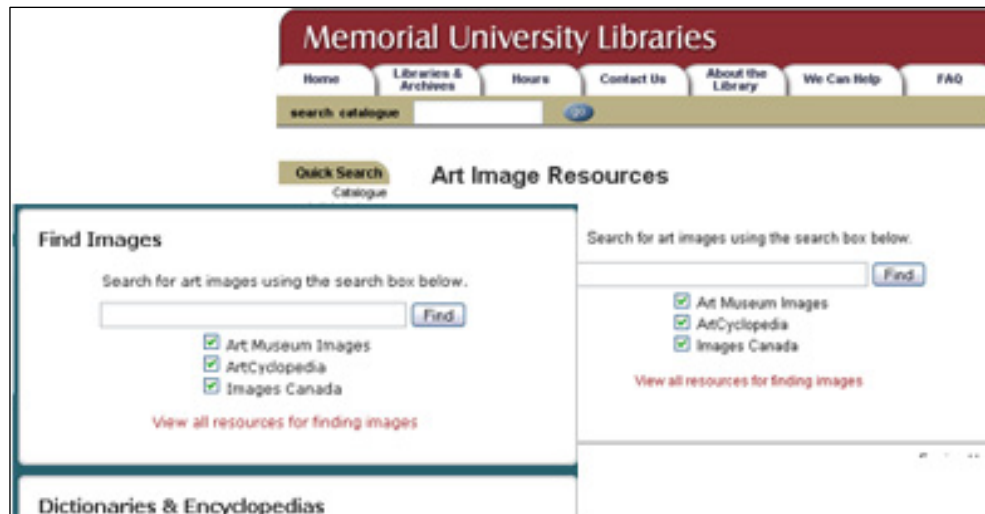 Memorial University Libraries
Home Libraries & Archives Hours Contact Us About the Library We Can Help FAQ
search catalogue go
Quick Search
Catalogue
Art Image Resources
Search for art images using the search box below.
Find
Art Museum Images
ArtCyclopedia
Images Canada
View all resources for finding images
Find Images
Search for art images using the search box below.
Find
Art Museum Images
ArtCyclopedia
Images Canada
View all resources for finding images
Dictionaries & Encyclopedias